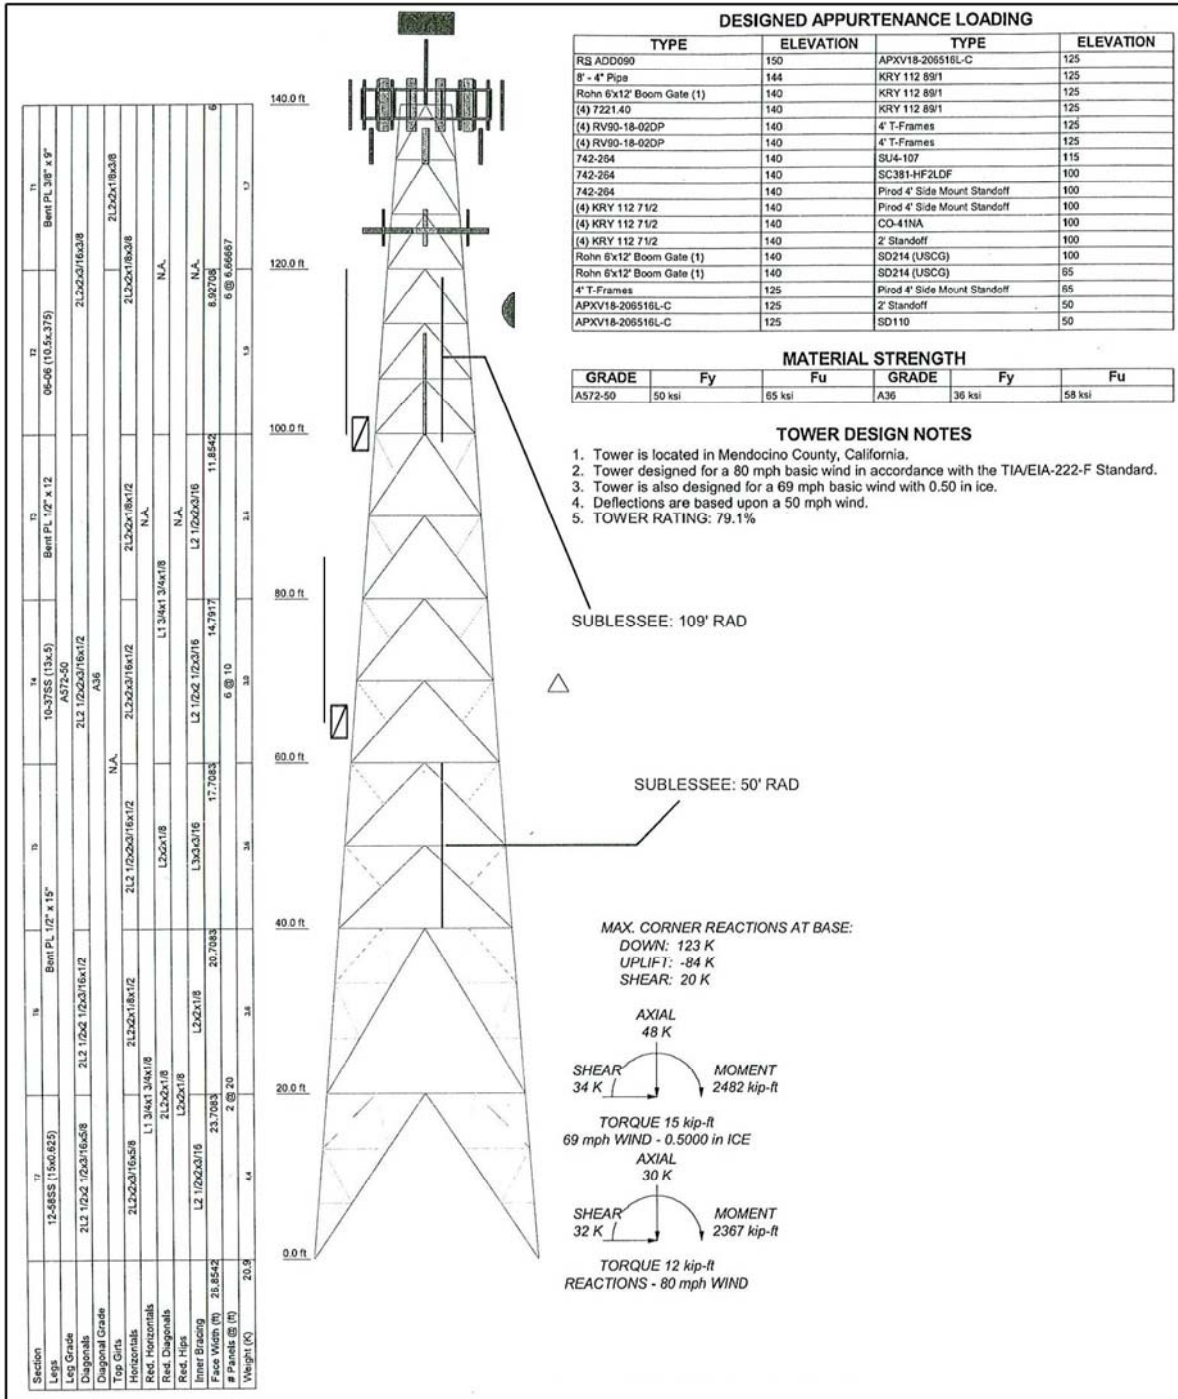 DESIGNED APPURTENANCE LOADING
TYPE ELEVATION TYPE ELEVATION
RS ADD090 150 APXV18-206516L-C 125
8' - 4" Pipe 144 KRY 112 89/1 125
Rohn 6'x12' Boom Gate (1) 140 KRY 112 89/1 125
(4) 7221.40 140 KRY 112 89/1 125
(4) RV90-18-02DP 140 4' T-Frames 125
(4) RV90-18-02DP 140 4' T-Frames 125
742-264 140 SU4-107 115
742-264 140 SC381-HF2LDF 100
742-264 140 Pirod 4' Side Mount Standoff 100
(4) KRY 112 71/2 140 Pirod 4' Side Mount Standoff 100
(4) KRY 112 71/2 140 CO-41NA 100
(4) KRY 112 71/2 140 2' Standoff 100
Rohn 6'x12' Boom Gate (1) 140 SD214 (USCG) 100
Rohn 6'x12' Boom Gate (1) 140 SD214 (USCG) 65
4' T-Frames 125 Pirod 4' Side Mount Standoff 65
APXV18-206516L-C 125 2' Standoff 50
APXV18-206516L-C 125 SD110 50
MATERIAL STRENGTH
GRADE Fy Fu GRADE Fy Fu
A572-50 50 ksi 65 ksi A36 36 ksi 58 ksi
TOWER DESIGN NOTES
1. Tower is located in Mendocino County, California.
2. Tower designed for a 80 mph basic wind in accordance with the TIA/EIA-222-F Standard.
3. Tower is also designed for a 69 mph basic wind with 0.50 in ice.
4. Deflections are based upon a 50 mph wind.
5. TOWER RATING: 79.1%
SUBLESSEE: 109' RAD
SUBLESSEE: 50' RAD
MAX. CORNER REACTIONS AT BASE:
DOWN: 123 K
UPLIFT: -84 K
SHEAR: 20 K
AXIAL
48 K
SHEAR MOMENT
34 K 2482 kip-ft
TORQUE 15 kip-ft
69 mph WIND - 0.5000 in ICE
AXIAL
30 K
SHEAR MOMENT
32 K 2367 kip-ft
TORQUE 12 kip-ft
REACTIONS - 80 mph WIND
140.0 ft
120.0 ft
100.0 ft
80.0 ft
60.0 ft
40.0 ft
20.0 ft
0.0 ft
Section T7 T6 T5 T4 T3 T2 T1
Legs 12-58SS (15x0.625) Bent PL 1/2" x 15" 10-37SS (13x.5) Bent PL 1/2" x 12 06-06 (10.5x.375) Bent PL 3/8" x 9"
Leg Grade A572-50
Diagonals 2L2 1/2x2 1/2x3/16x5/8 2L2 1/2x2 1/2x3/16x1/2 2L2 1/2x2x3/16x1/2 2L2x2x3/16x3/8
Diagonal Grade A36
Top Girts N.A. 2L2x2x1/8x3/8
Horizontals 2L2x2x3/16x5/8 2L2x2x1/8x1/2 2L2 1/2x2x3/16x1/2 2L2x2x3/16x1/2 2L2x2x1/8x1/2 2L2x2x1/8x3/8
Red. Horizontals L1 3/4x1 3/4x1/8 N.A.
Red. Diagonals 2L2x2x1/8 L2x2x1/8 L1 3/4x1 3/4x1/8 N.A.
Red. Hips L2x2x1/8 N.A.
Inner Bracing L2 1/2x2x3/16 L2x2x1/8 L3x3x3/16 L2 1/2x2 1/2x3/16 L2 1/2x2x3/16 N.A.
Face Width (ft) 26.8542 23.7083 20.7083 17.7083 14.7917 11.8542 8.92708 6
# Panels @ (ft) 2 @ 20 6 @ 10 6 @ 6.66667
Weight (K) 20.9 4.4 3.6 3.6 3.0 2.1 1.9 1.7